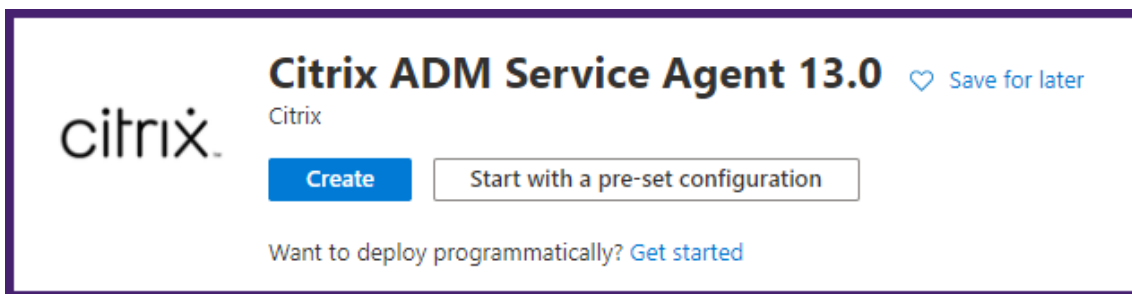 Citrix ADM Service Agent 13.0 Save for later
Citrix
citrix™
Create Start with a pre-set configuration
Want to deploy programmatically? Get started